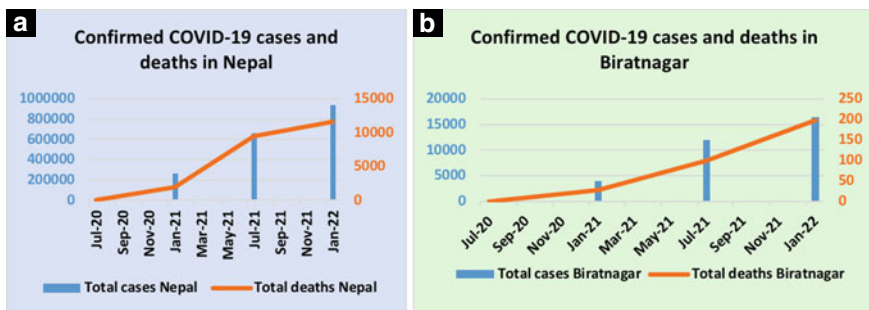 a
Confirmed COVID-19 cases and
deaths in Nepal
1000000
800000
600000
400000
200000
0
15000
10000
5000
0
Jul-20
Sep-20
Nov-20
Jan-21
Mar-21
May-21
Jul-21
Sep-21
Nov-21
Jan-22
Total cases Nepal
Total deaths Nepal
b
Confirmed COVID-19 cases and deaths in
Biratnagar
20000
15000
10000
5000
0
250
200
150
100
50
0
Jul-20
Sep-20
Nov-20
Jan-21
Mar-21
May-21
Jul-21
Sep-21
Nov-21
Jan-22
Total cases Biratnagar
Total deaths Biratnagar